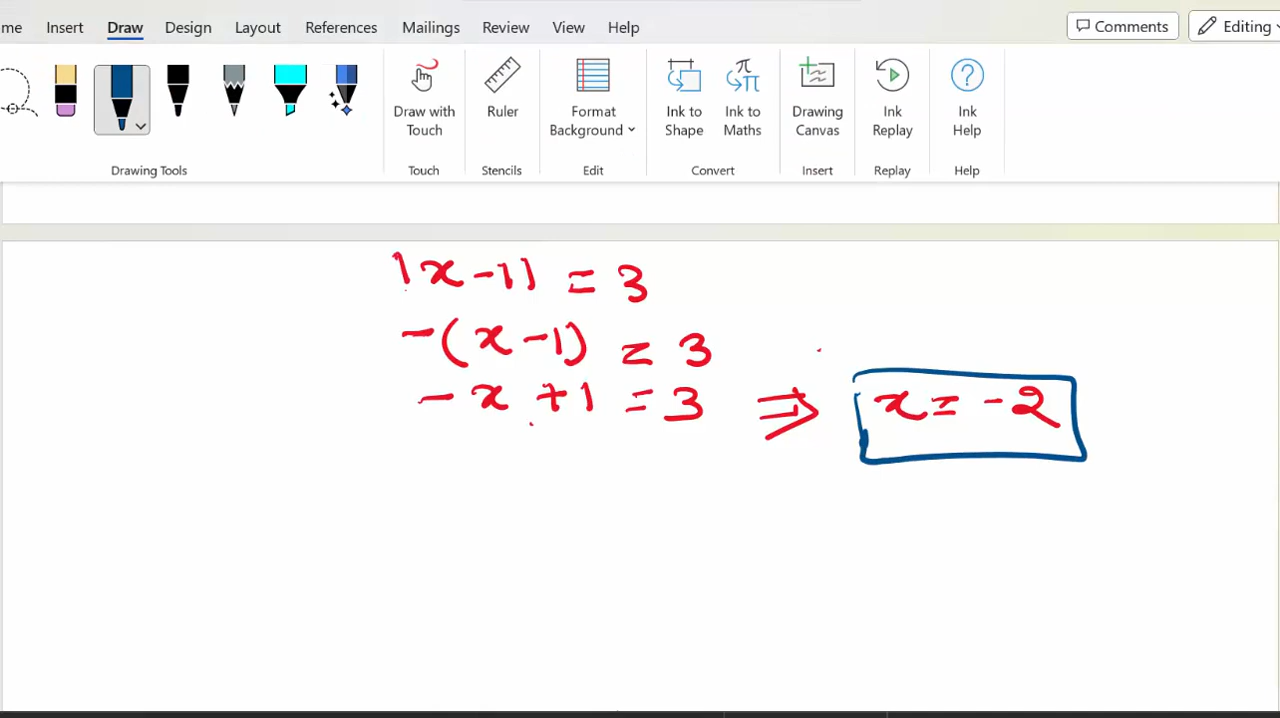 me Insert Draw Design Layout References Mailings Review View Help Comments Editing
Draw with Touch
Ruler
Format Background
Ink to Shape
Ink to Maths
Drawing Canvas
Ink Replay
Ink Help
Drawing Tools Touch Stencils Edit Convert Insert Replay Help
|x-1| = 3
-(x-1) = 3
-x+1 = 3 ⇒ x = -2